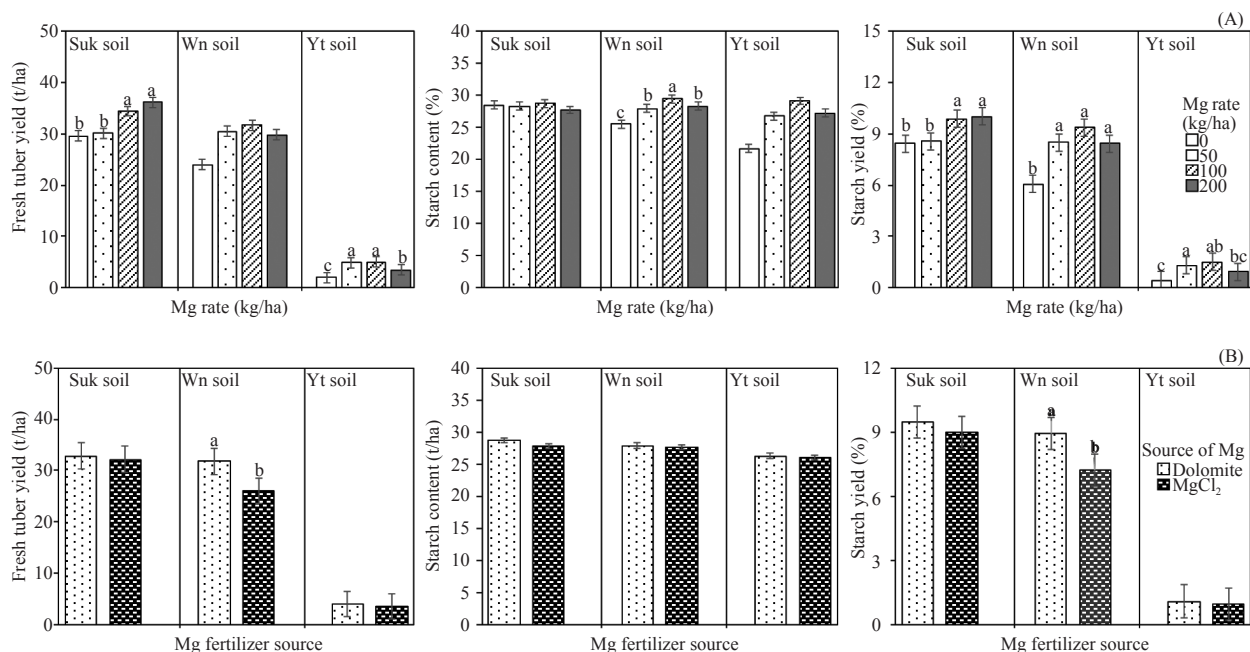 (A)
Fresh tuber yield (t/ha)
50
40
30
20
10
0
Suk soil
Wn soil
Yt soil
b
b
a
a
c
a
a
b
Mg rate (kg/ha)
Starch content (%)
40
35
30
25
20
15
10
5
0
Suk soil
Wn soil
Yt soil
c
b
a
b
Mg rate (kg/ha)
Starch yield (%)
15
12
9
6
3
0
Suk soil
Wn soil
Yt soil
b
b
a
a
b
a
a
a
c
a
ab
bc
Mg rate (kg/ha)
Mg rate
(kg/ha)
0
50
100
200
(B)
Fresh tuber yield (t/ha)
50
40
30
20
10
0
Suk soil
Wn soil
Yt soil
a
b
Mg fertilizer source
Starch content (t/ha)
40
35
30
25
20
15
10
5
0
Suk soil
Wn soil
Yt soil
Mg fertilizer source
Starch yield (%)
12
9
6
3
0
Suk soil
Wn soil
Yt soil
a
b
Mg fertilizer source
Source of Mg
Dolomite
MgCl₂